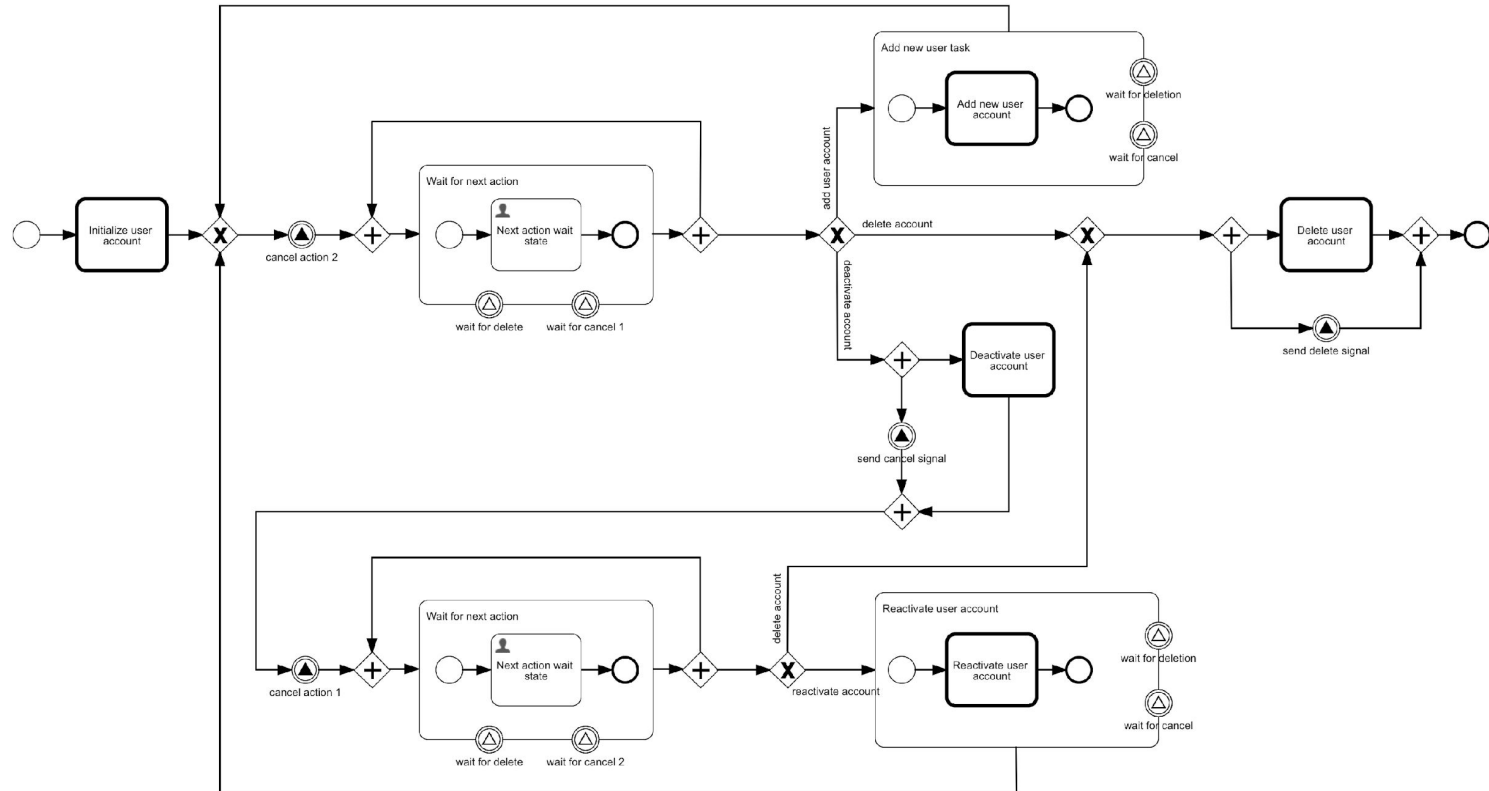 Add new user task
wait for deletion
Add new user
account
wait for cancel
add user account
Wait for next action
Initialize user
account
X
cancel action 2
Next action wait
state
X
delete account
X
Delete user
account
wait for delete
wait for cancel 1
deactivate account
send delete signal
Deactivate user
account
send cancel signal
delete account
Wait for next action
Reactivate user account
Next action wait
state
X
reactivate account
Reactivate user
account
wait for deletion
cancel action 1
wait for cancel
wait for delete
wait for cancel 2